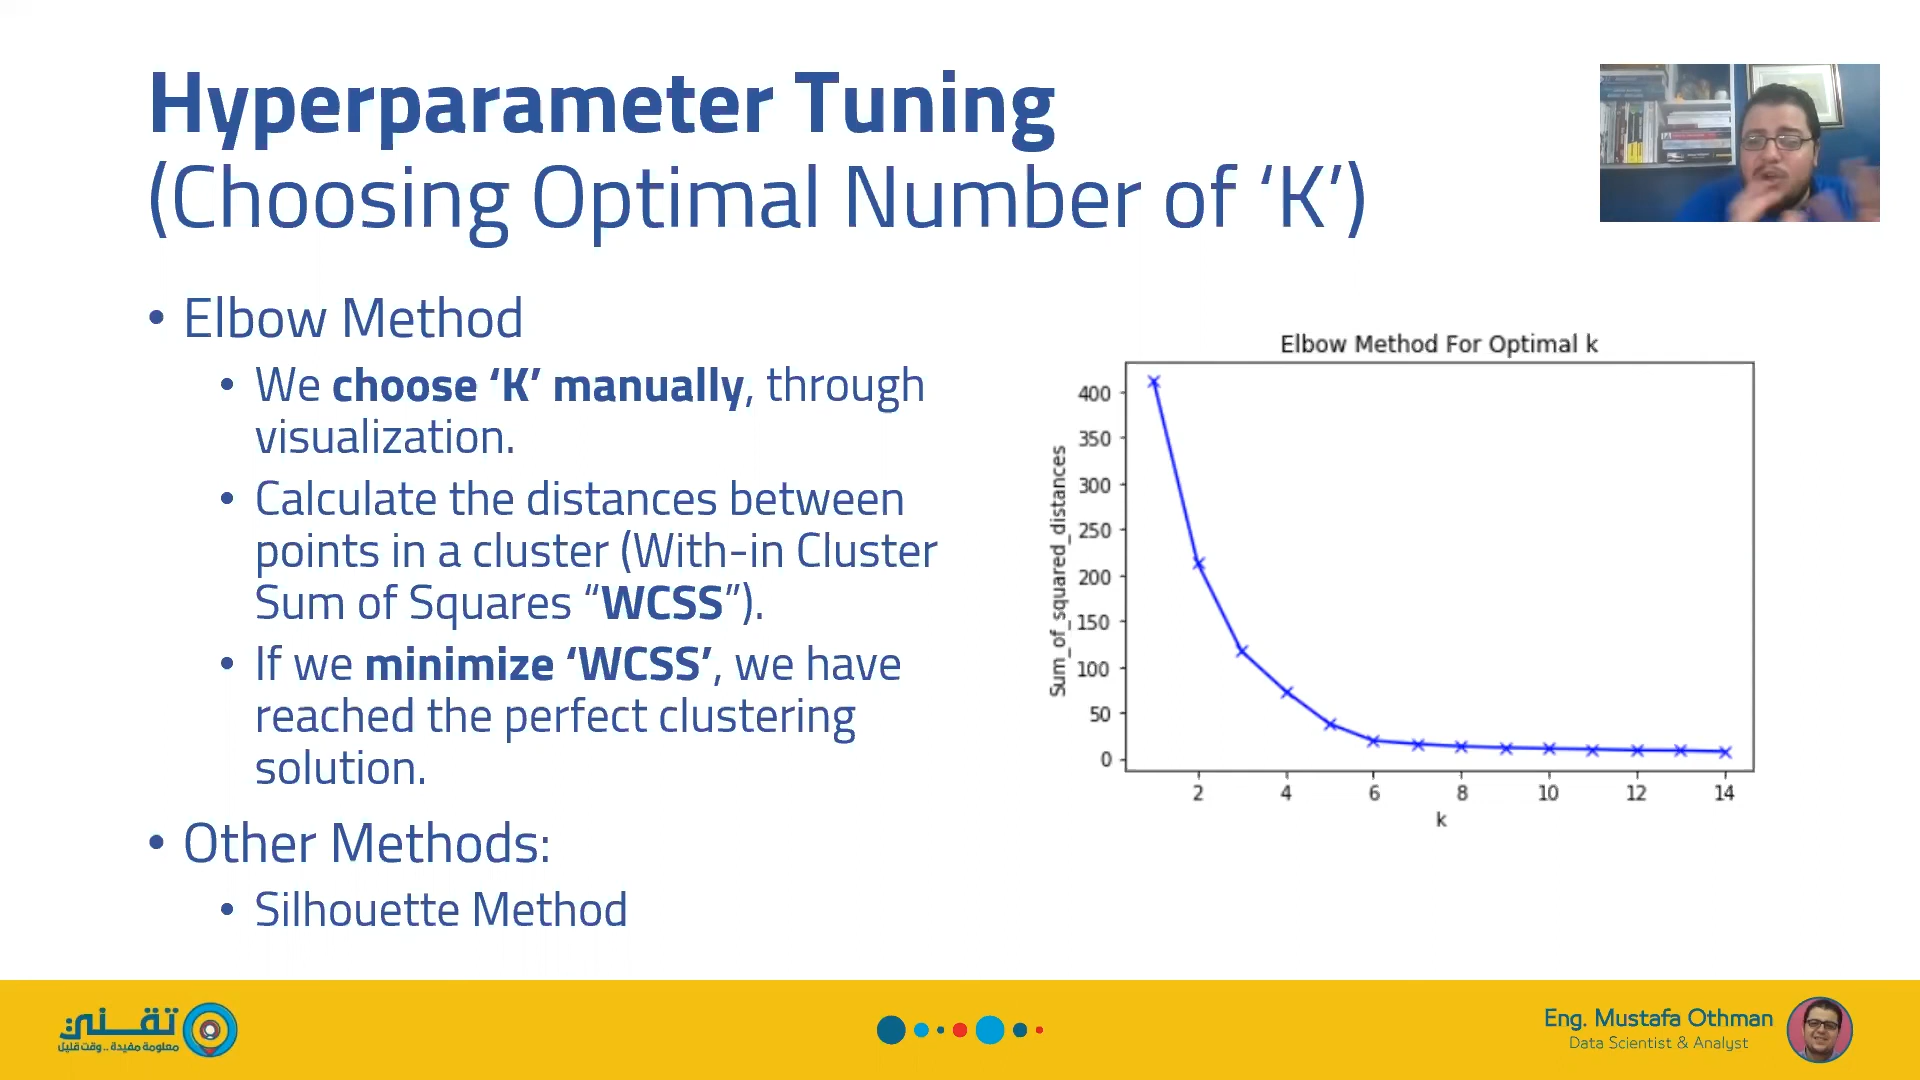 Hyperparameter Tuning
(Choosing Optimal Number of ‘K’)
• Elbow Method
• We choose ‘K’ manually, through
visualization.
• Calculate the distances between
points in a cluster (With-in Cluster
Sum of Squares “WCSS”).
• If we minimize ‘WCSS’, we have
reached the perfect clustering
solution.
• Other Methods:
• Silhouette Method
Elbow Method For Optimal k
Sum_of_squared_distances
400
350
300
250
200
150
100
50
0
2 4 6 8 10 12 14
k
تقني
معلومة مفيدة .. وقت قليل
Eng. Mustafa Othman
Data Scientist & Analyst